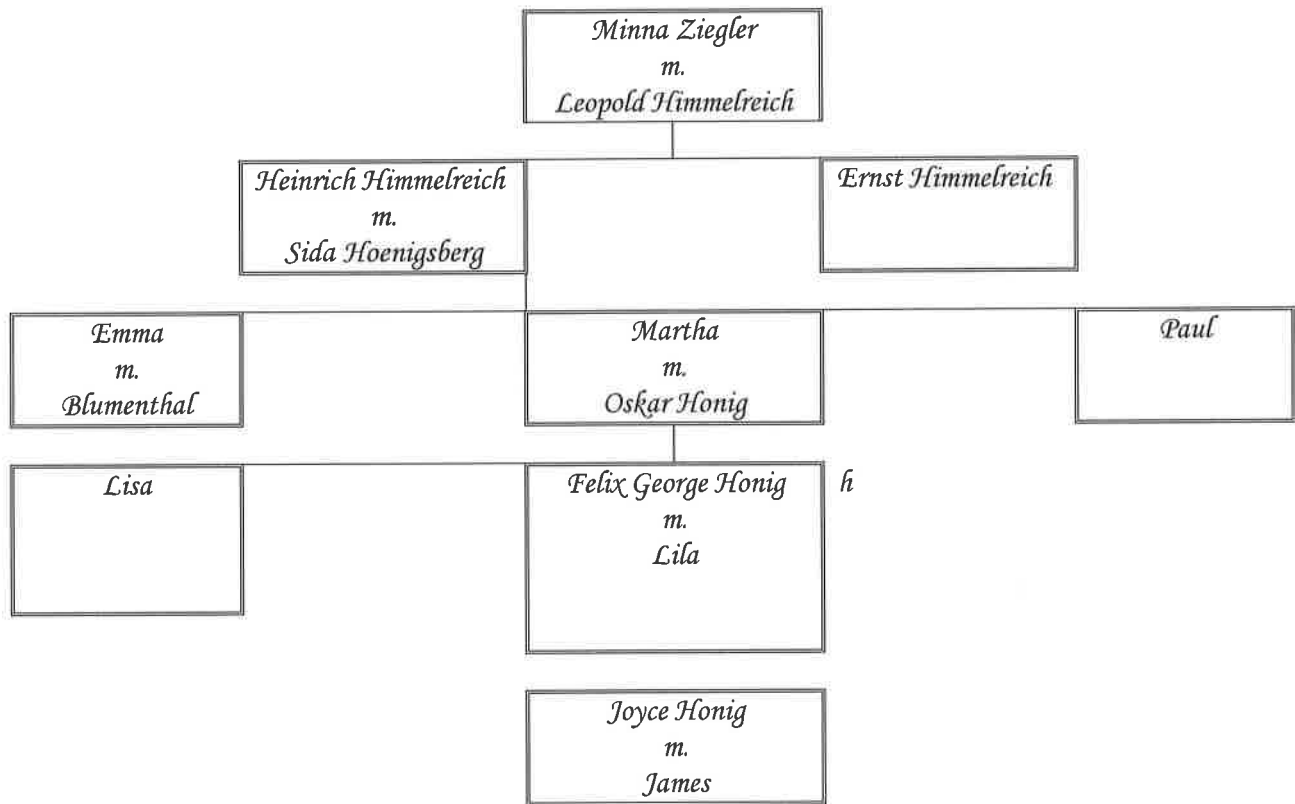 Minna Ziegler
m.
Leopold Himmelreich
Heinrich Himmelreich
m.
Sida Hoenigsberg
Ernst Himmelreich
Emma
m.
Blumenthal
Martha
m.
Oskar Honig
Paul
Lisa
Felix George Honig
m.
Lila
h
Joyce Honig
m.
James